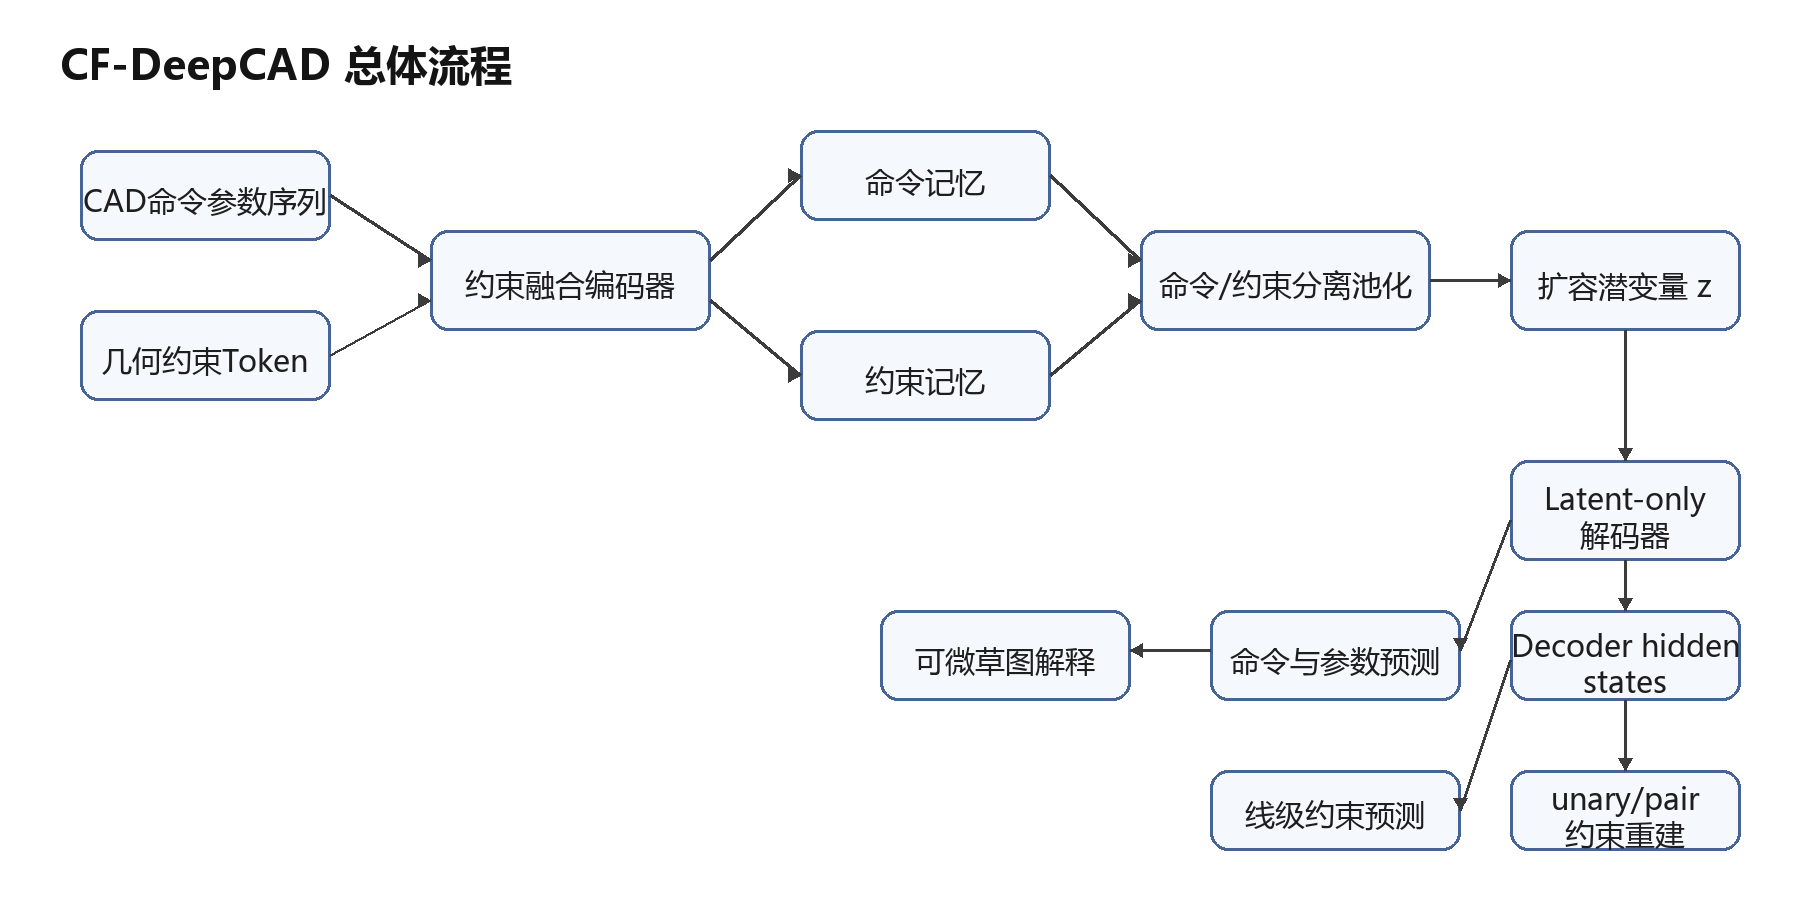 CF-DeepCAD 总体流程
CAD命令参数序列
几何约束Token
约束融合编码器
命令记忆
约束记忆
命令/约束分离池化
扩容潜变量 z
Latent-only
解码器
可微草图解释
命令与参数预测
Decoder hidden
states
线级约束预测
unary/pair
约束重建